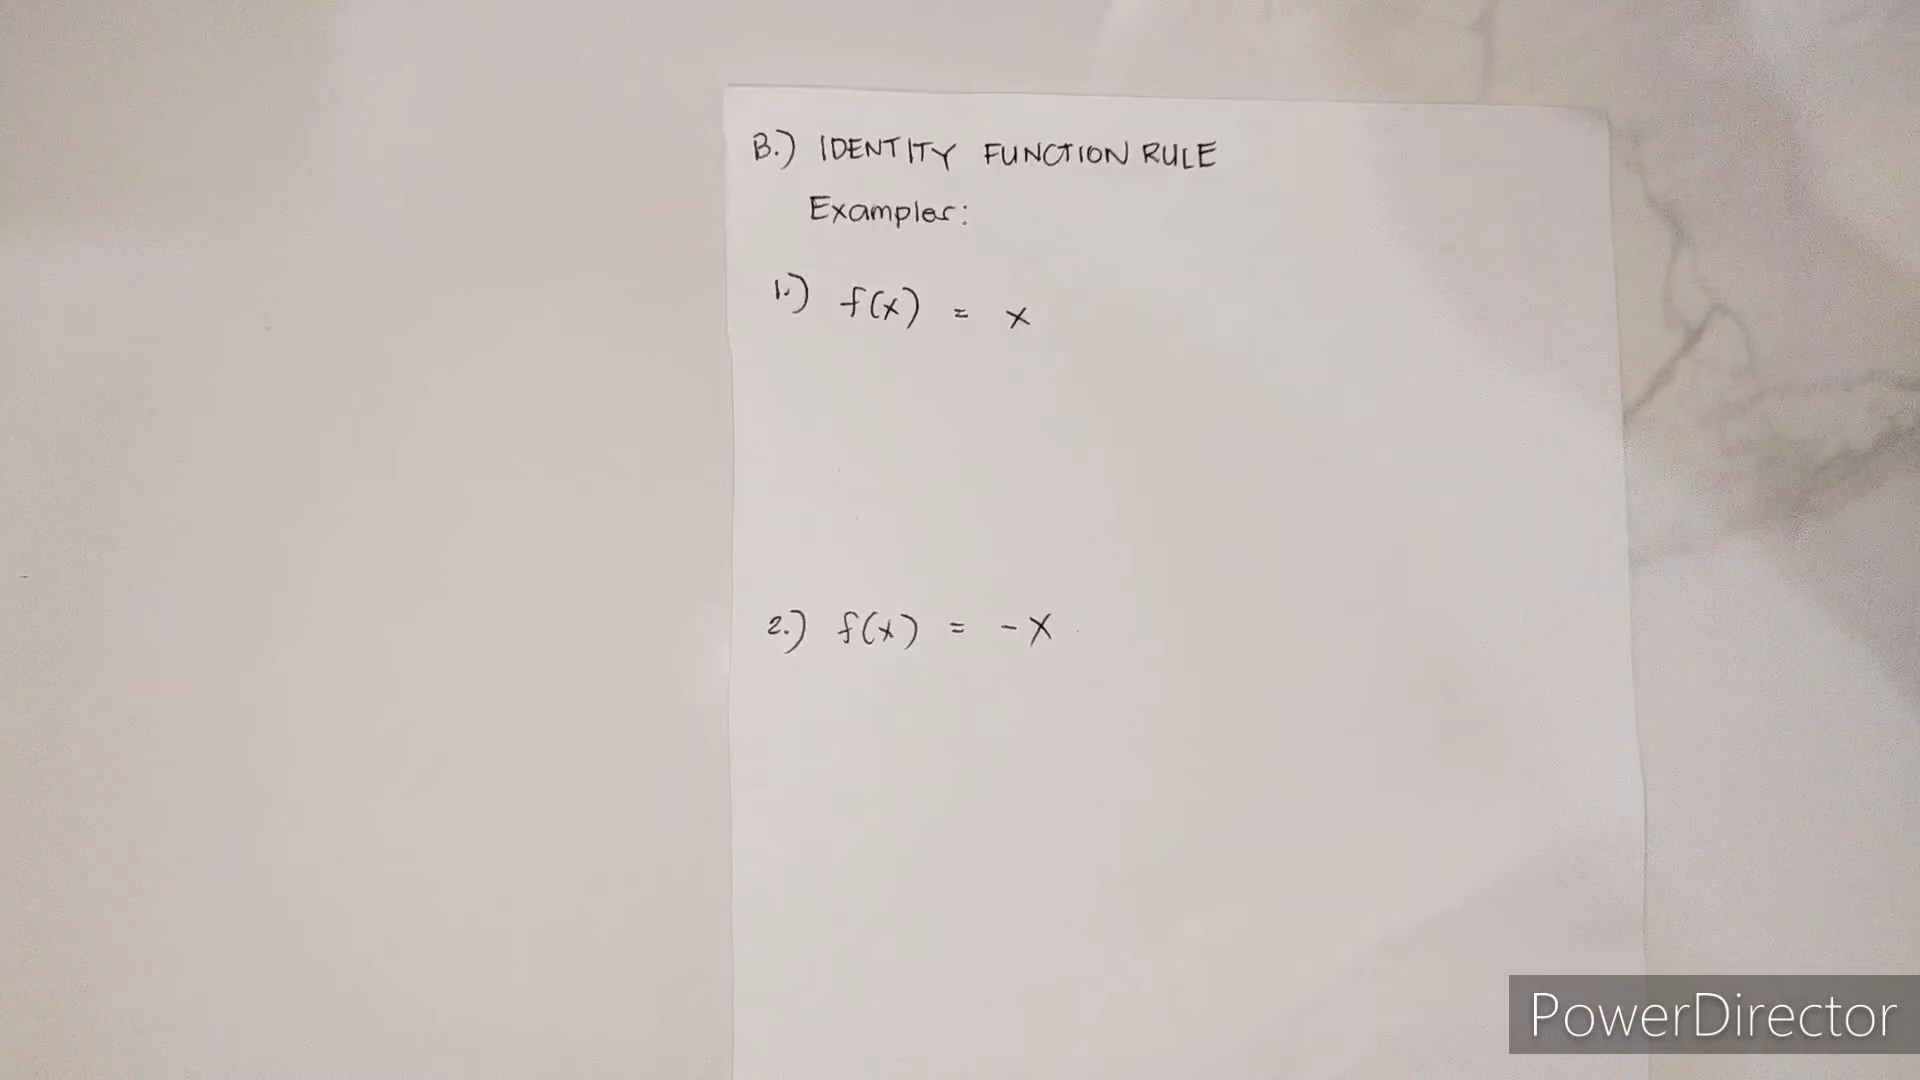 B.) IDENTITY FUNCTION RULE
Examples:
1.) f(x) = x
2.) f(x) = -x
PowerDirector